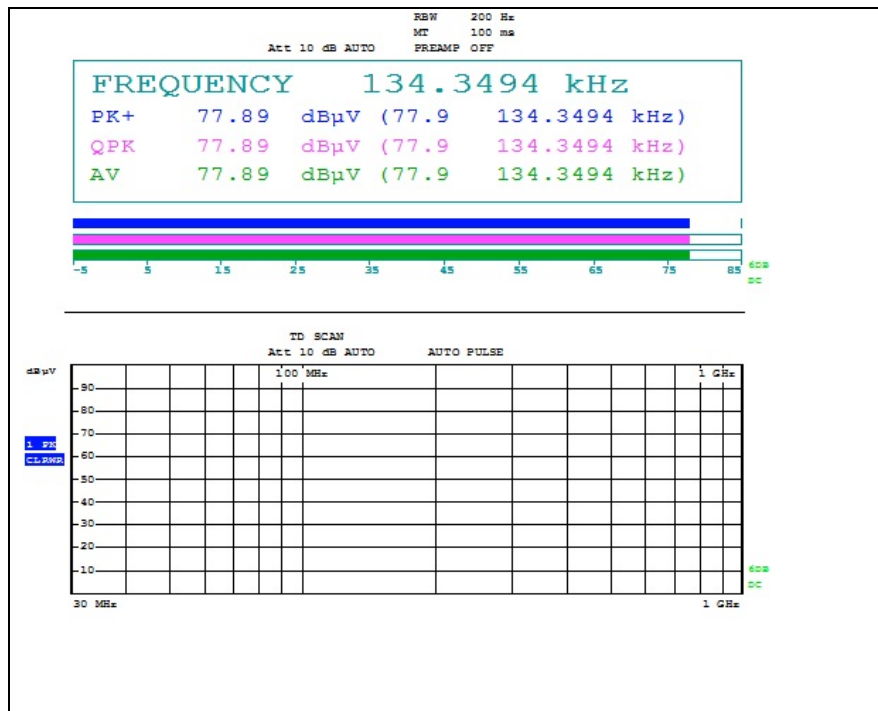 RBW 200 Hz
MT 100 ms
Att 10 dB AUTO PREAMP OFF
FREQUENCY 134.3494 kHz
PK+ 77.89 dBµV (77.9 134.3494 kHz)
QPK 77.89 dBµV (77.9 134.3494 kHz)
AV 77.89 dBµV (77.9 134.3494 kHz)
-5 5 15 25 35 45 55 65 75 85
6DB
DC
TD SCAN
Att 10 dB AUTO AUTO PULSE
dBµV
100 MHz 1 GHz
90
80
70
1 PK
60
CLRWR
50
40
30
20
10
6DB
DC
30 MHz 1 GHz